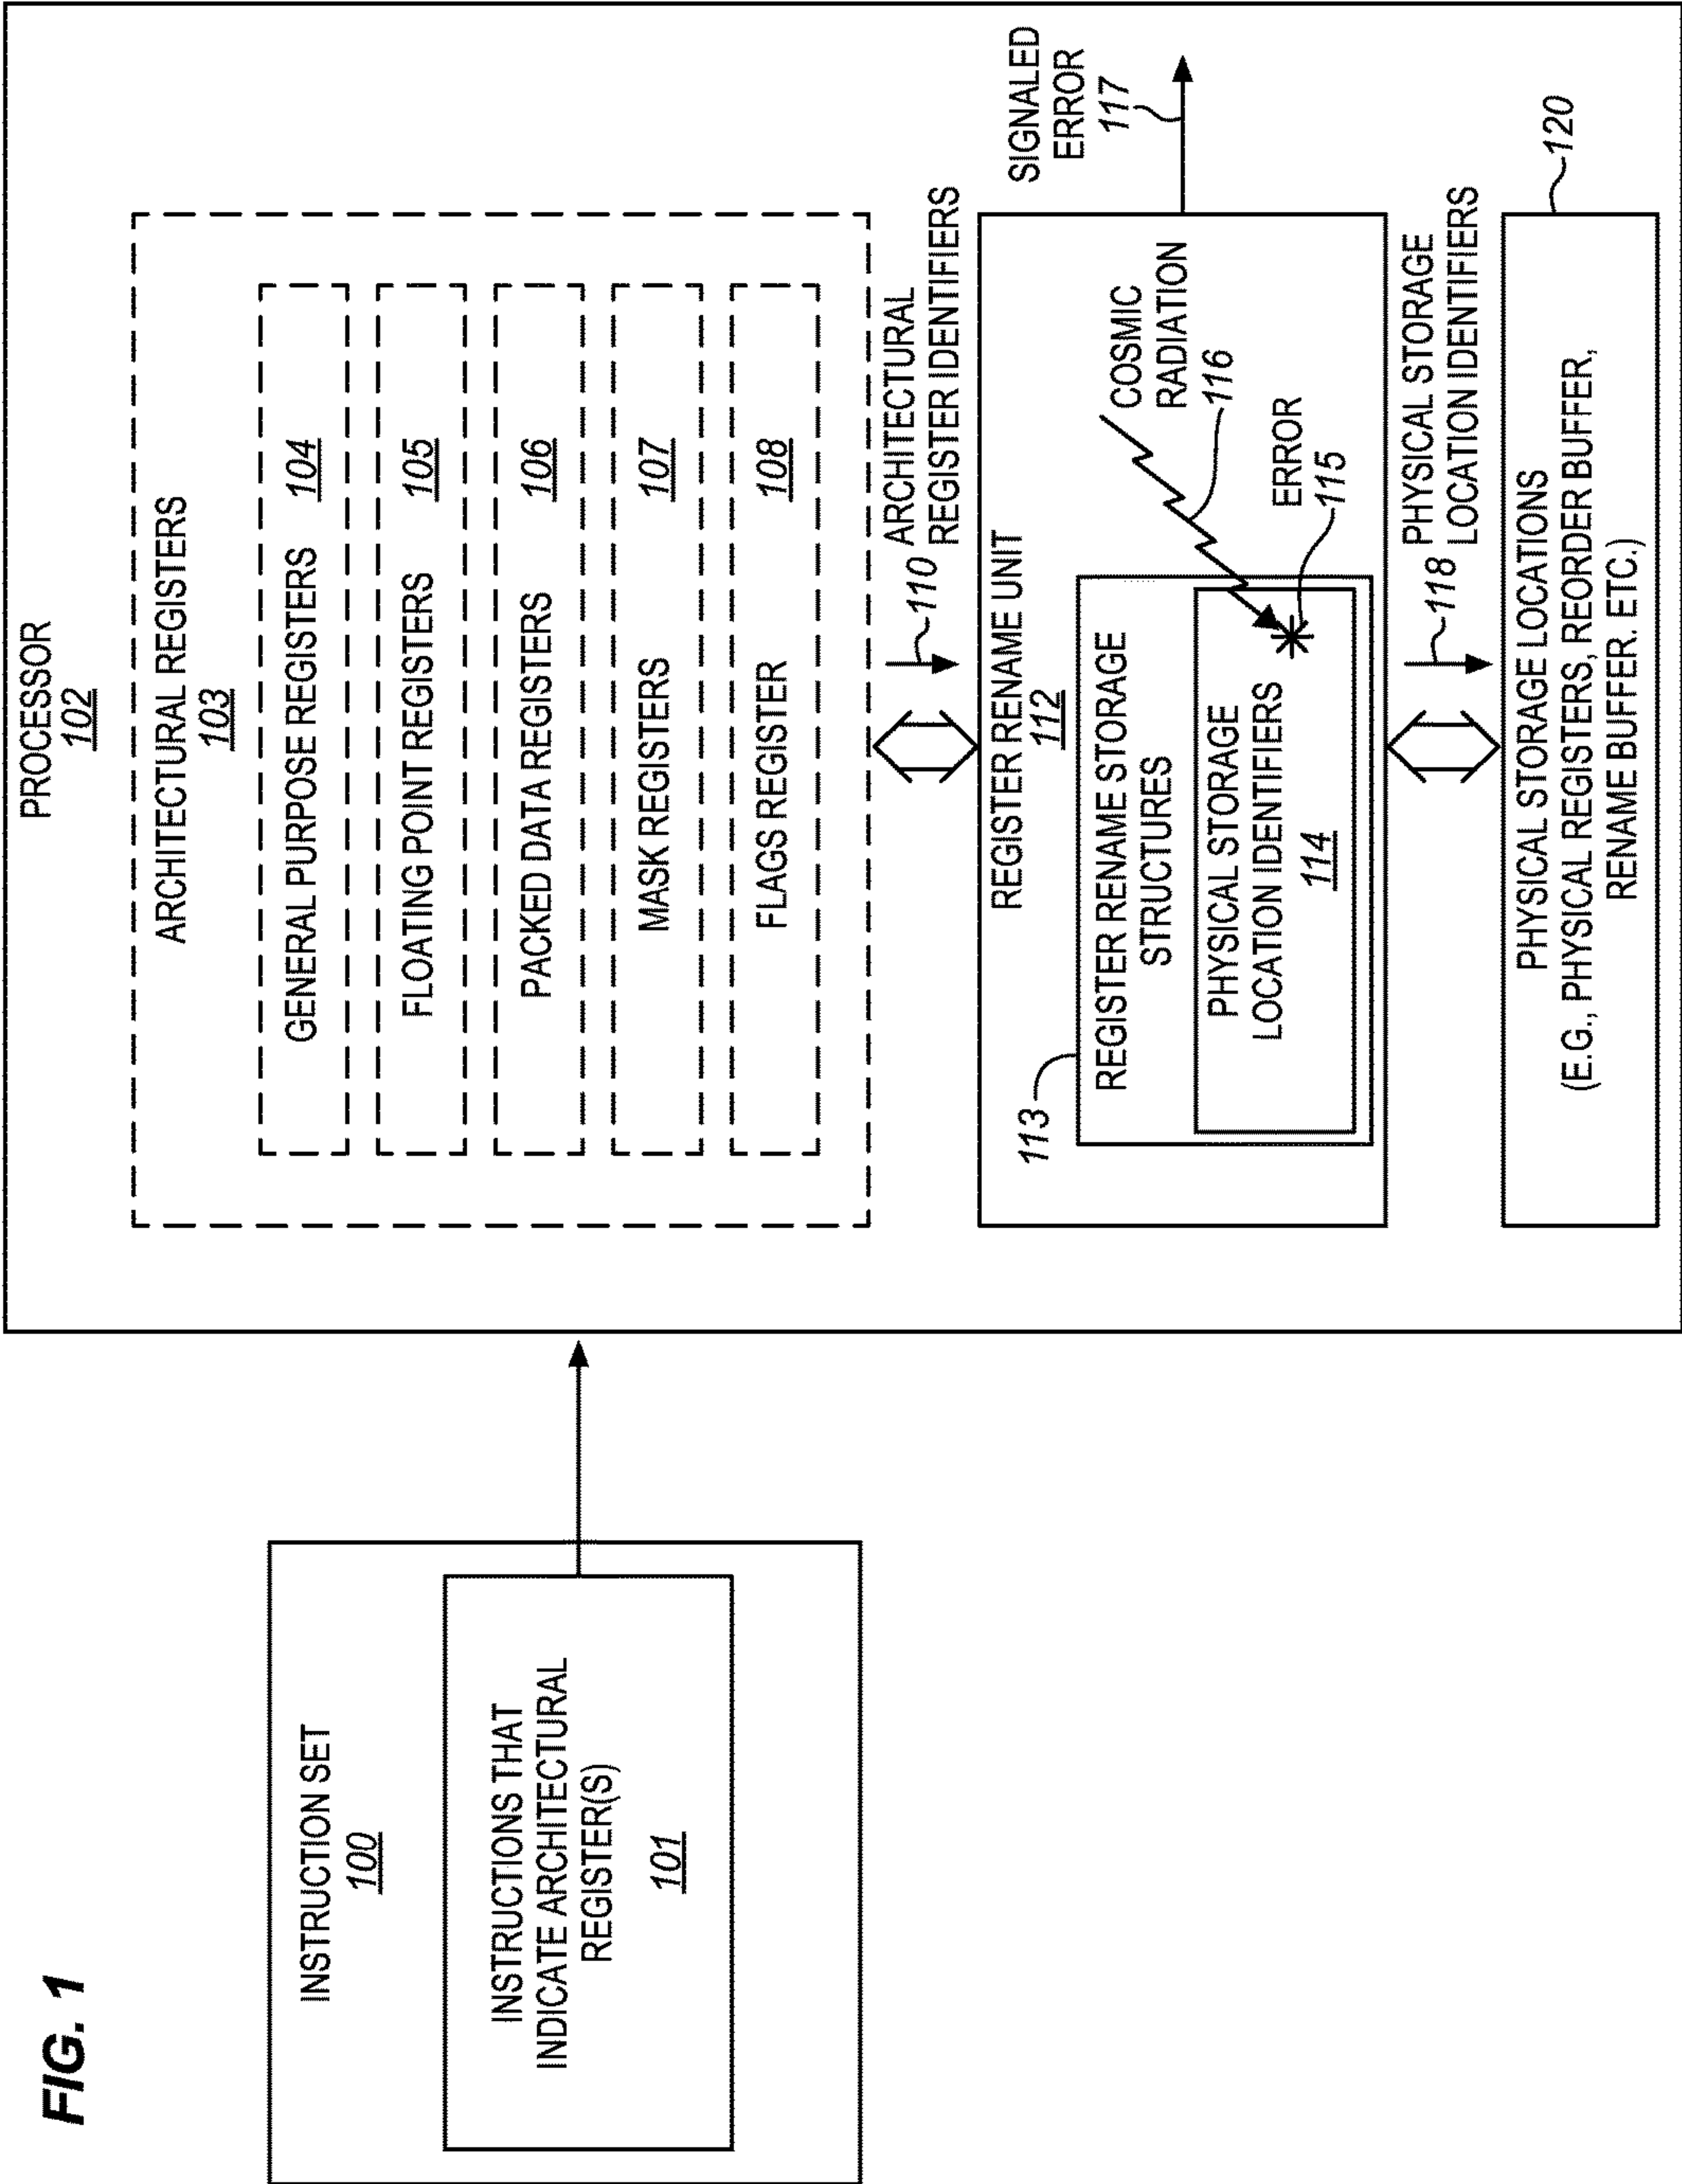 FIG. 1
INSTRUCTION SET
100
INSTRUCTIONS THAT
INDICATE ARCHITECTURAL
REGISTER(S)
101
PROCESSOR
102
ARCHITECTURAL REGISTERS
103
GENERAL PURPOSE REGISTERS 104
FLOATING POINT REGISTERS 105
PACKED DATA REGISTERS 106
MASK REGISTERS 107
FLAGS REGISTER 108
110
ARCHITECTURAL
REGISTER IDENTIFIERS
REGISTER RENAME UNIT
112
113
REGISTER RENAME STORAGE
STRUCTURES
PHYSICAL STORAGE
LOCATION IDENTIFIERS
114
COSMIC
RADIATION
116
ERROR
115
SIGNALED
ERROR
117
118
PHYSICAL STORAGE
LOCATION IDENTIFIERS
PHYSICAL STORAGE LOCATIONS
(E.G., PHYSICAL REGISTERS, REORDER BUFFER,
RENAME BUFFER. ETC.)
120